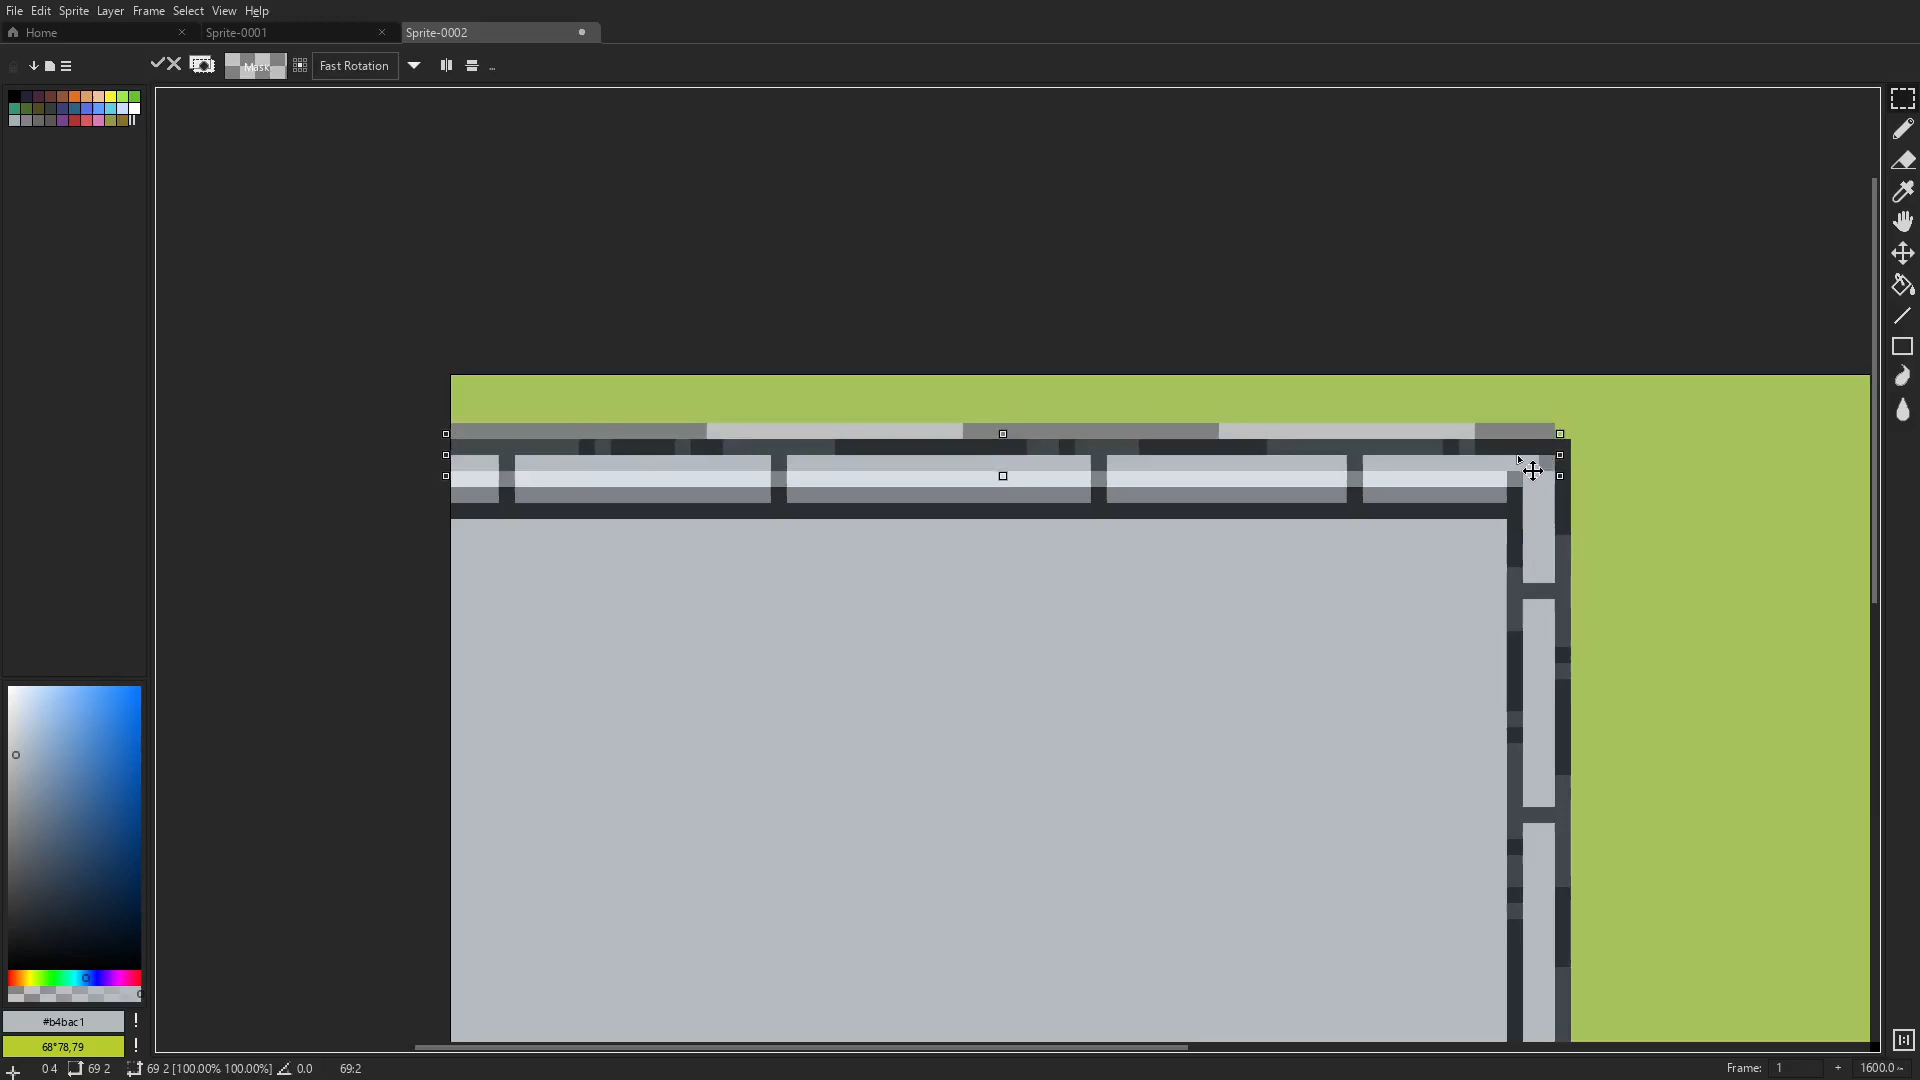 File Edit Sprite Layer Frame Select View Help
Home Sprite-0001 Sprite-0002
Mask Fast Rotation ...
#b4bac1 !
68°78,79 !
0 4 69 2 69 2 [100.00% 100.00%] 0.0 69:2 Frame: 1 + 1600.0